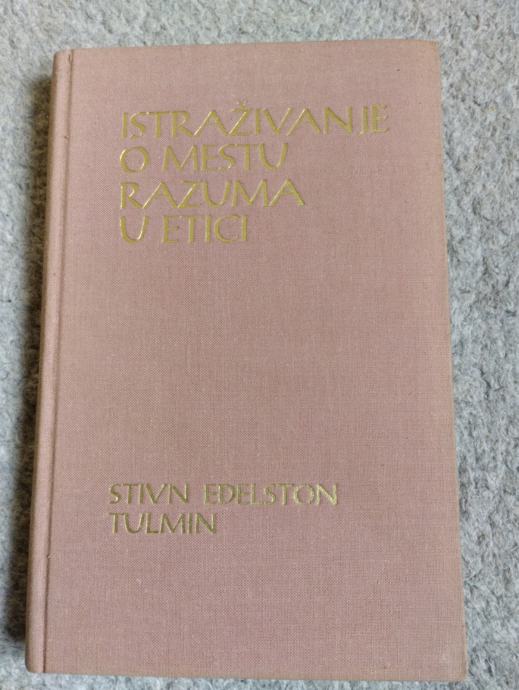 ISTRAŽIVANJE
O MESTU
RAZUMA
U ETICI
STIVN EDELSTON
TULMIN